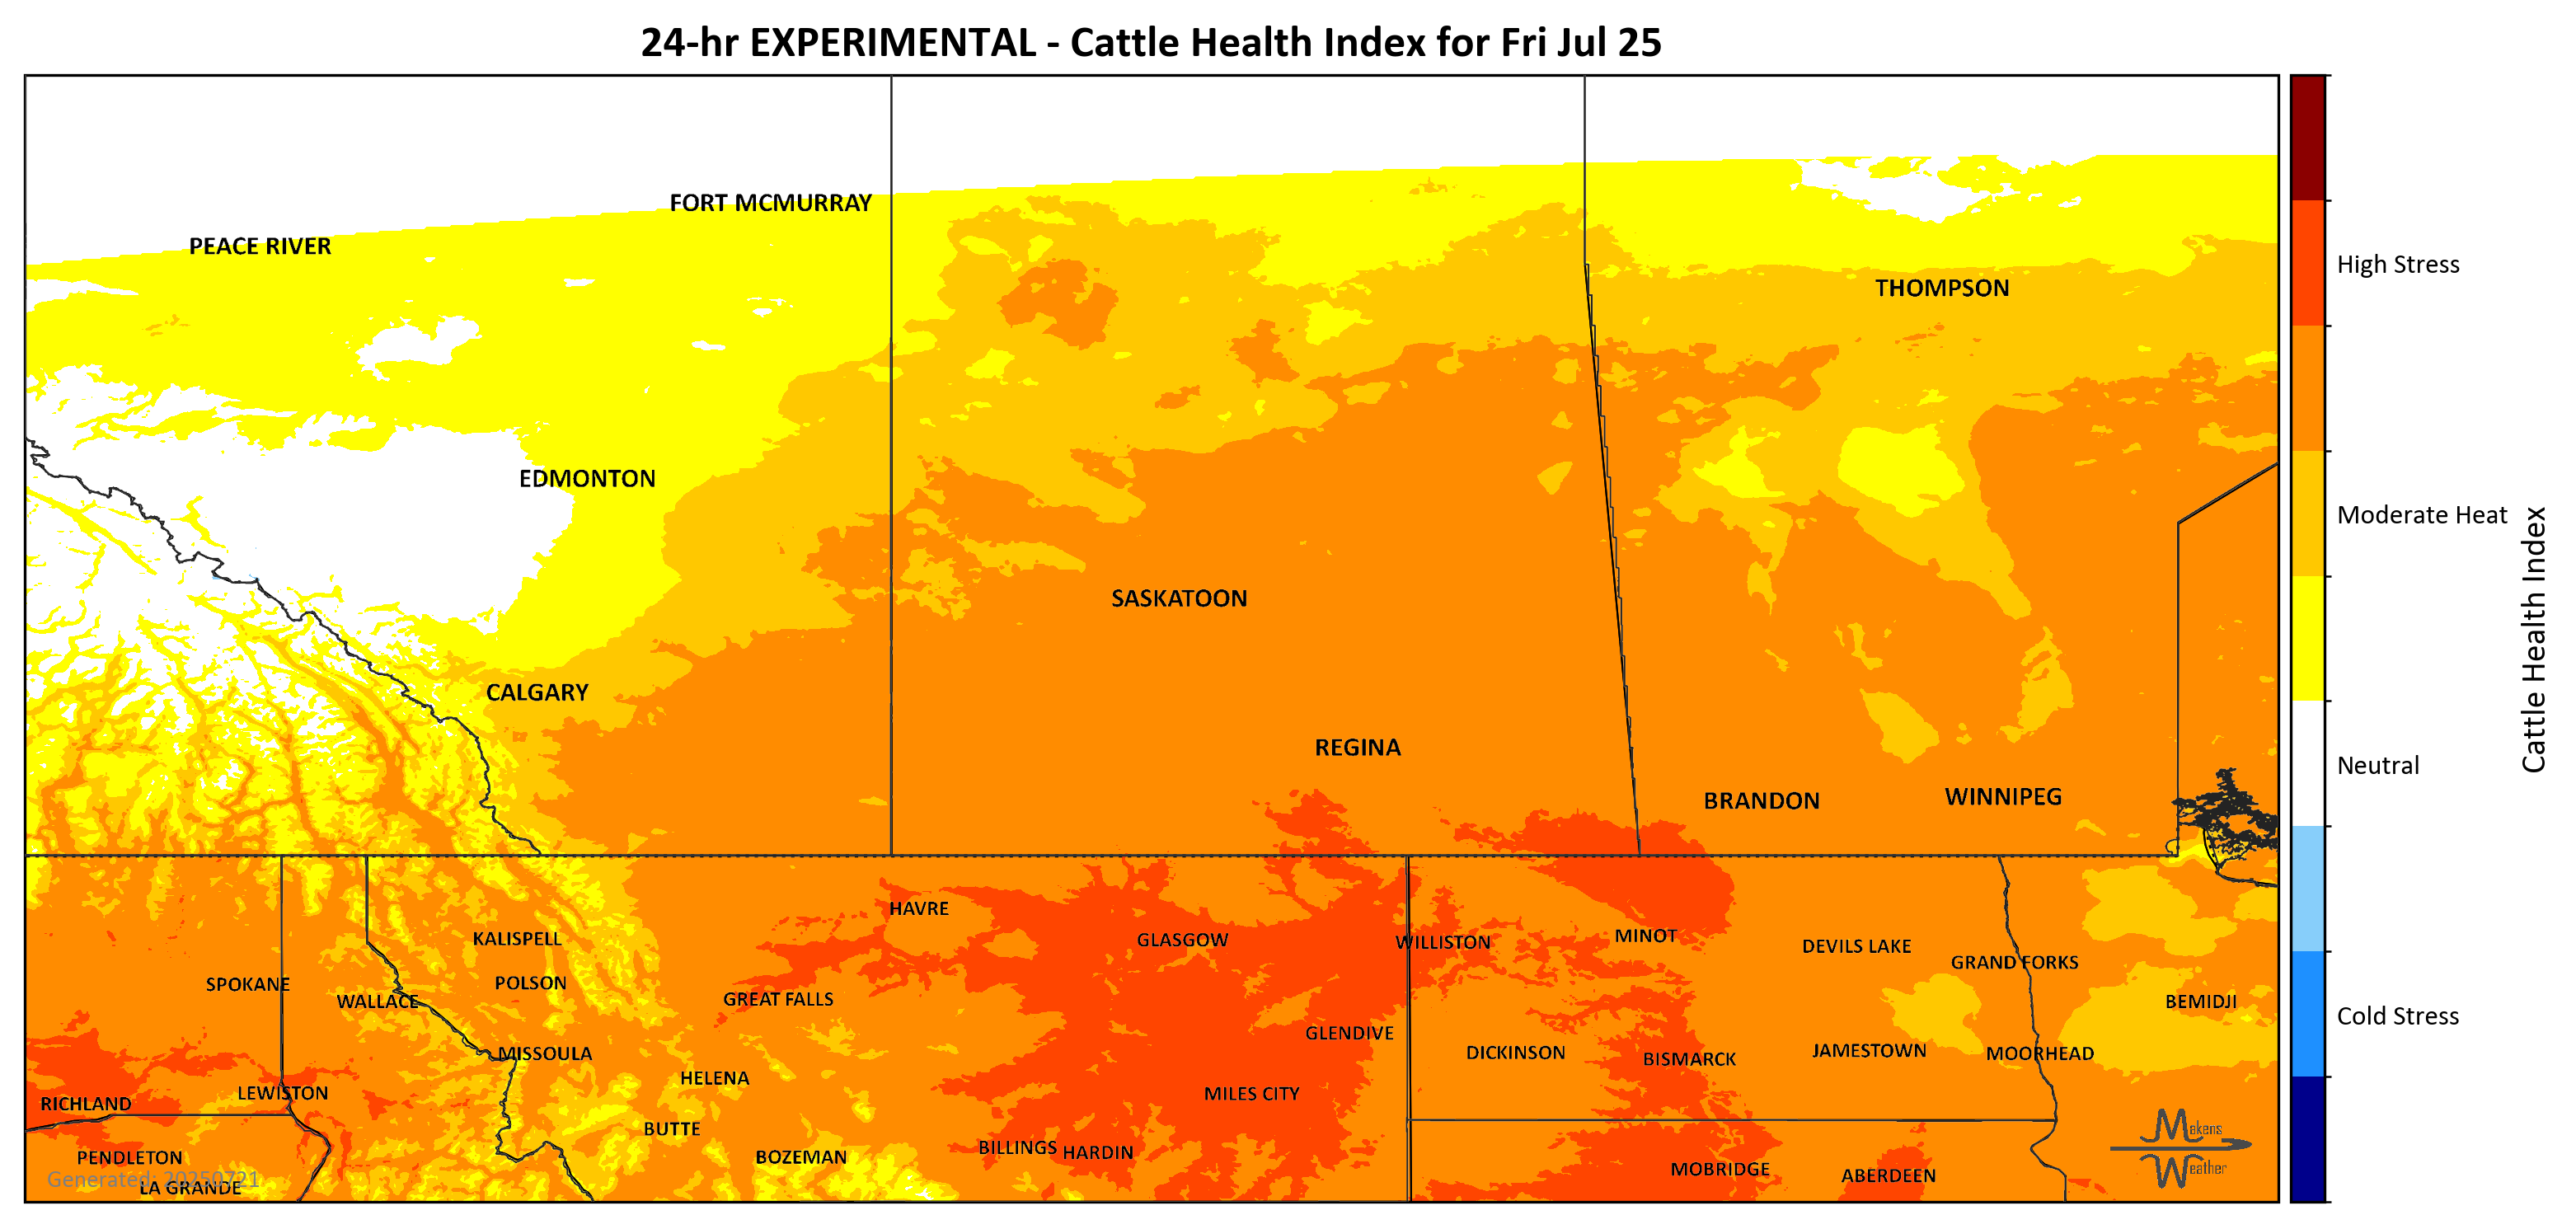 24-hr EXPERIMENTAL - Cattle Health Index for Fri Jul 25
FORT MCMURRAY
PEACE RIVER
THOMPSON
High Stress
EDMONTON
Moderate Heat
SASKATOON
Cattle Health Index
CALGARY
REGINA
Neutral
BRANDON
WINNIPEG
HAVRE
KALISPELL
GLASGOW
WILLISTON
MINOT
DEVILS LAKE
GRAND FORKS
SPOKANE
POLSON
WALLACE
GREAT FALLS
BEMIDJI
Cold Stress
GLENDIVE
MISSOULA
DICKINSON
BISMARCK
JAMESTOWN
MOORHEAD
HELENA
LEWISTON
MILES CITY
RICHLAND
BUTTE
BILLINGS
HARDIN
PENDLETON
BOZEMAN
MOBRIDGE
ABERDEEN
Makens
Weather
Generated: 20250721
LA GRANDE